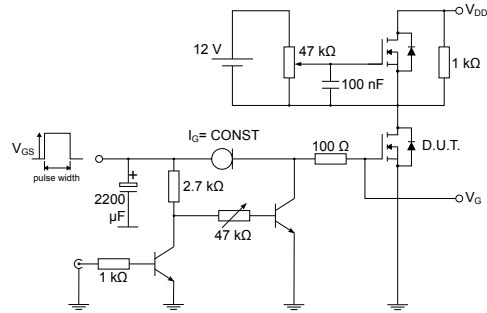 V_DD
12 V
47 kΩ
1 kΩ
100 nF
I_G= CONST
100 Ω
D.U.T.
V_GS
pulse width
+
2.7 kΩ
2200
μF
V_G
47 kΩ
1 kΩ